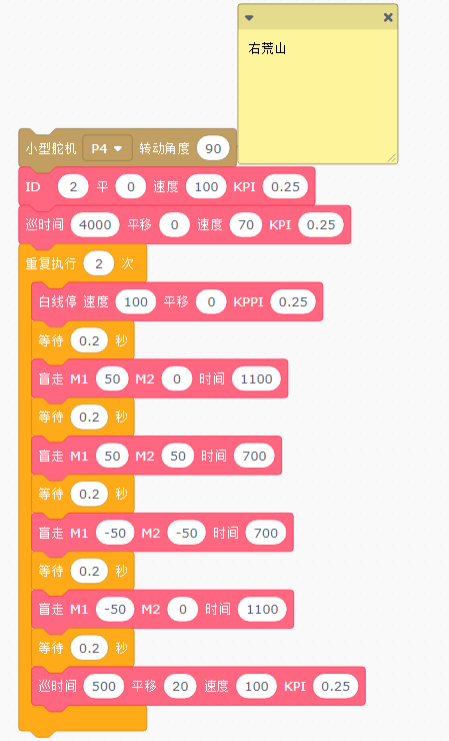 右荒山
小型舵机 P4 转动角度 90
ID 2 平 0 速度 100 KPI 0.25
巡时间 4000 平移 0 速度 70 KPI 0.25
重复执行 2 次
白线停 速度 100 平移 0 KPPI 0.25
等待 0.2 秒
盲走 M1 50 M2 0 时间 1100
等待 0.2 秒
盲走 M1 50 M2 50 时间 700
等待 0.2 秒
盲走 M1 -50 M2 -50 时间 700
等待 0.2 秒
盲走 M1 -50 M2 0 时间 1100
等待 0.2 秒
巡时间 500 平移 20 速度 100 KPI 0.25